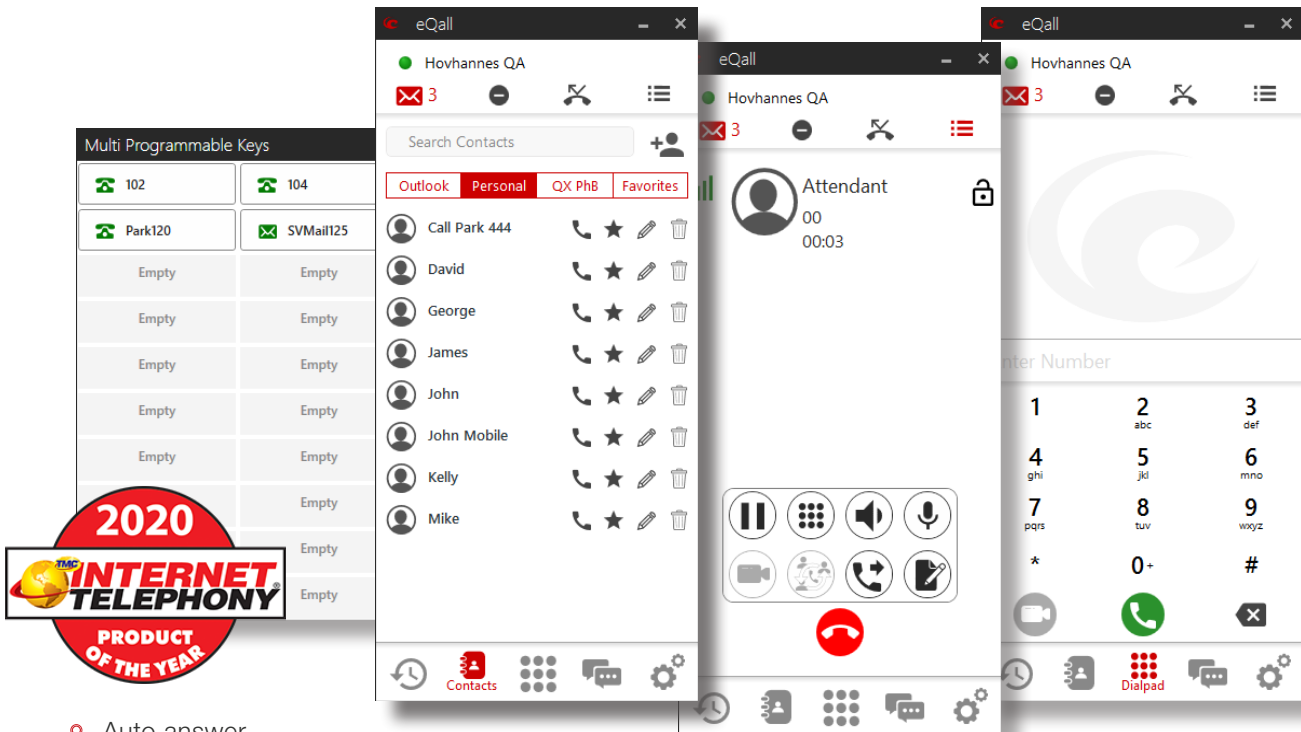 Multi Programmable Keys
102
104
Park120
SVMail125
Empty
Empty
Empty
Empty
Empty
Empty
Empty
Empty
Empty
Empty
Empty
Empty
Empty
2020
TMC
INTERNET
TELEPHONY®
PRODUCT
OF THE YEAR
Auto answer
eQall
Hovhannes QA
3
Search Contacts
Outlook Personal QX PhB Favorites
Call Park 444
David
George
James
John
John Mobile
Kelly
Mike
Contacts
eQall
Hovhannes QA
3
Attendant
00
00:03
eQall
Hovhannes QA
3
nter Number
1 2 3
abc def
4 5 6
ghi jkl mno
7 8 9
pqrs tuv wxyz
* 0+ #
Dialpad